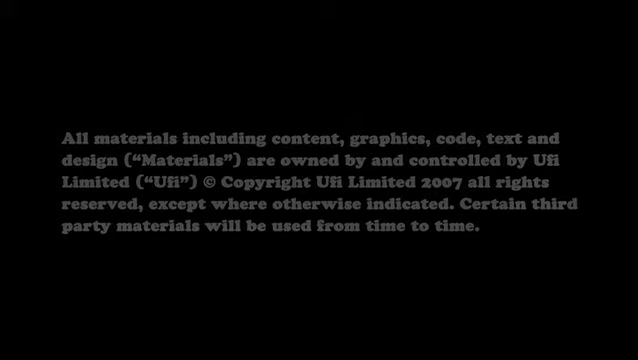 All materials including content, graphics, code, text and
design (“Materials”) are owned by and controlled by Ufi
Limited (“Ufi”) © Copyright Ufi Limited 2007 all rights
reserved, except where otherwise indicated. Certain third
party materials will be used from time to time.